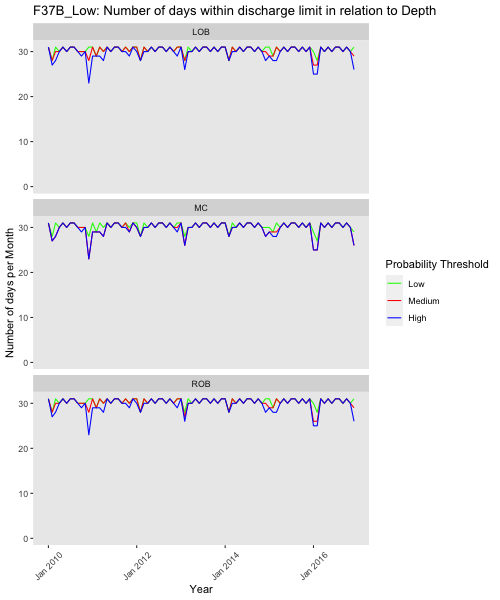 F37B_Low: Number of days within discharge limit in relation to Depth
LOB
30
20
10
0
MC
30
20
10
0
ROB
30
20
10
0
Number of days per Month
Jan 2010
Jan 2012
Jan 2014
Jan 2016
Year
Probability Threshold
Low
Medium
High